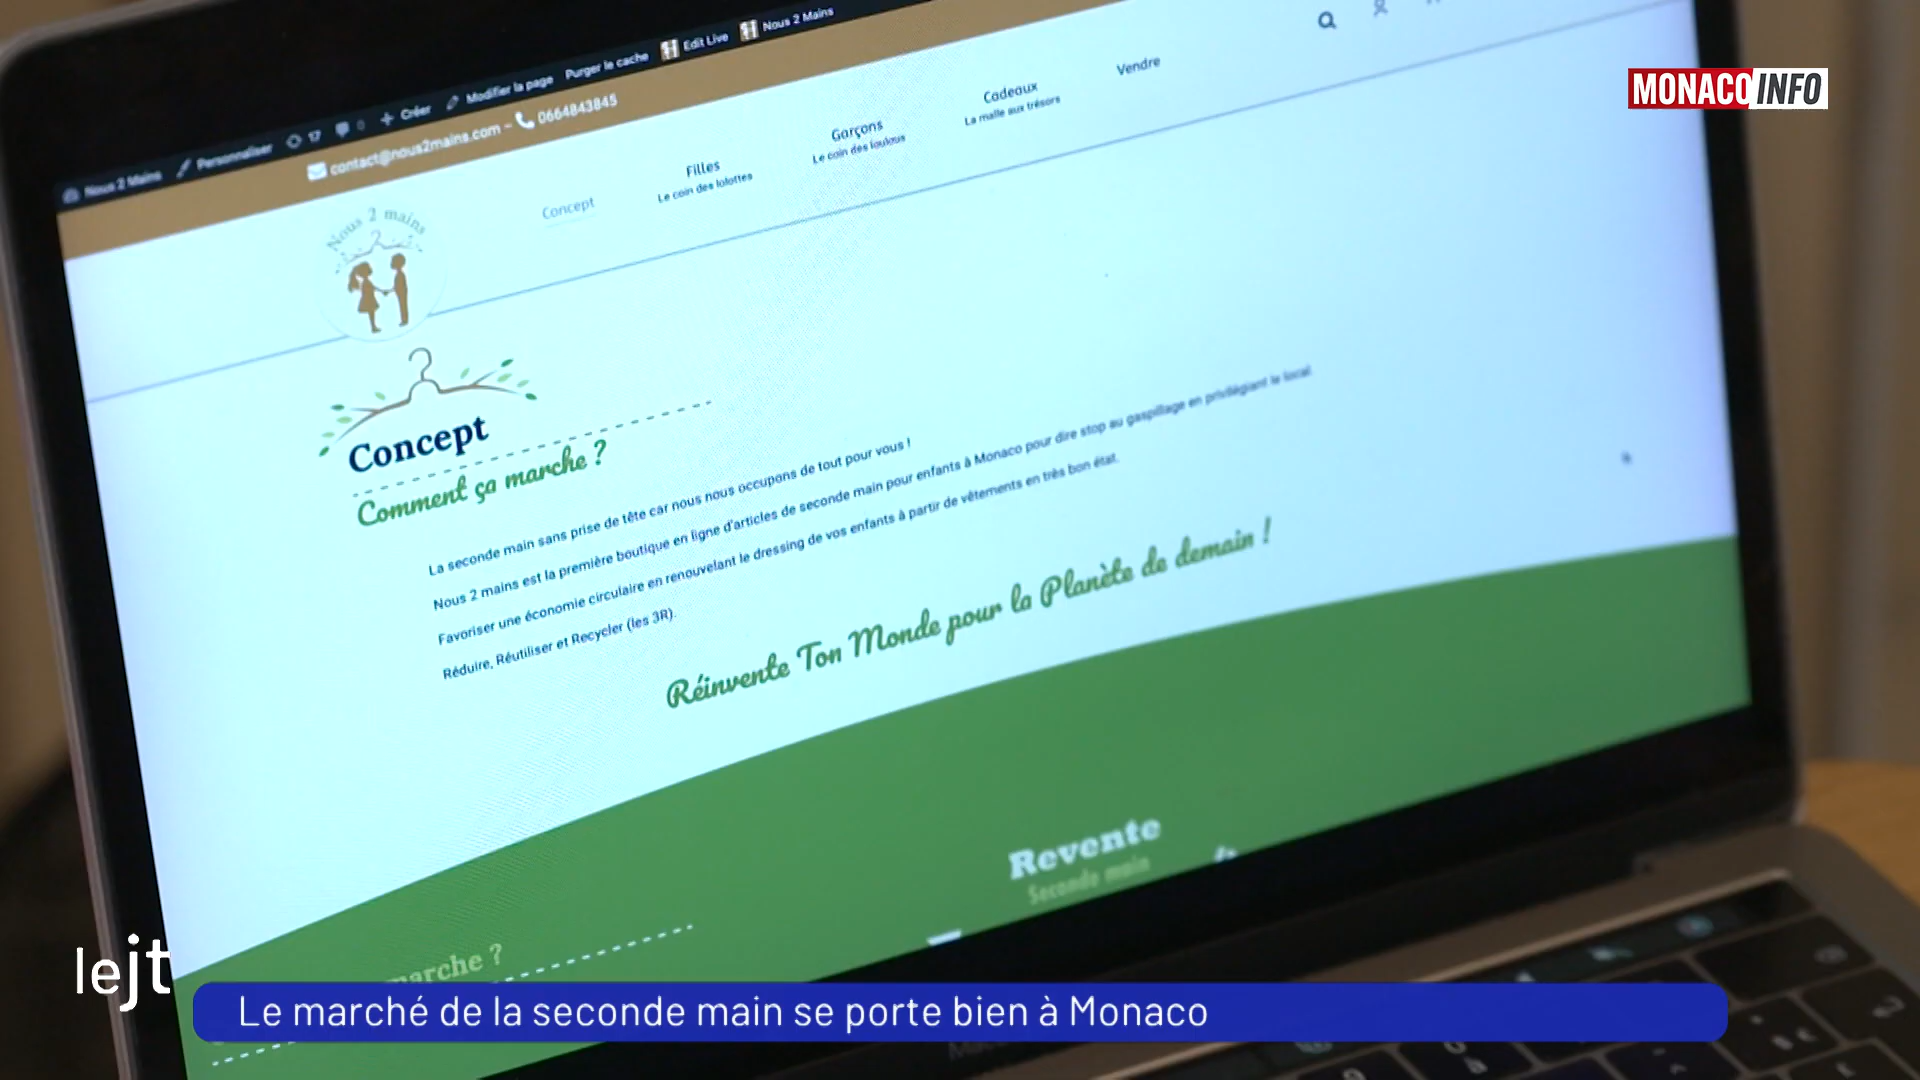 Nous 2 Mains Personnaliser 17 0 Créer Modifier la page Purger le cache Edit Live Nous 2 Mains
contact@nous2mains.com – 0664843845
MONACO INFO
Nous 2 mains
Concept
Filles
Le coin des lolottes
Garçons
Le coin des loulous
Cadeaux
La malle aux trésors
Vendre
Concept
Comment ça marche ?
La seconde main sans prise de tête car nous nous occupons de tout pour vous !
Nous 2 mains est la première boutique en ligne d'articles de seconde main pour enfants à Monaco pour dire stop au gaspillage en privilégiant le local
Favoriser une économie circulaire en renouvelant le dressing de vos enfants à partir de vêtements en très bon état.
Réduire, Réutiliser et Recycler (les 3R).
Réinvente Ton Monde pour la Planète de demain !
Revente
Seconde main
marche ?
lejt
Le marché de la seconde main se porte bien à Monaco